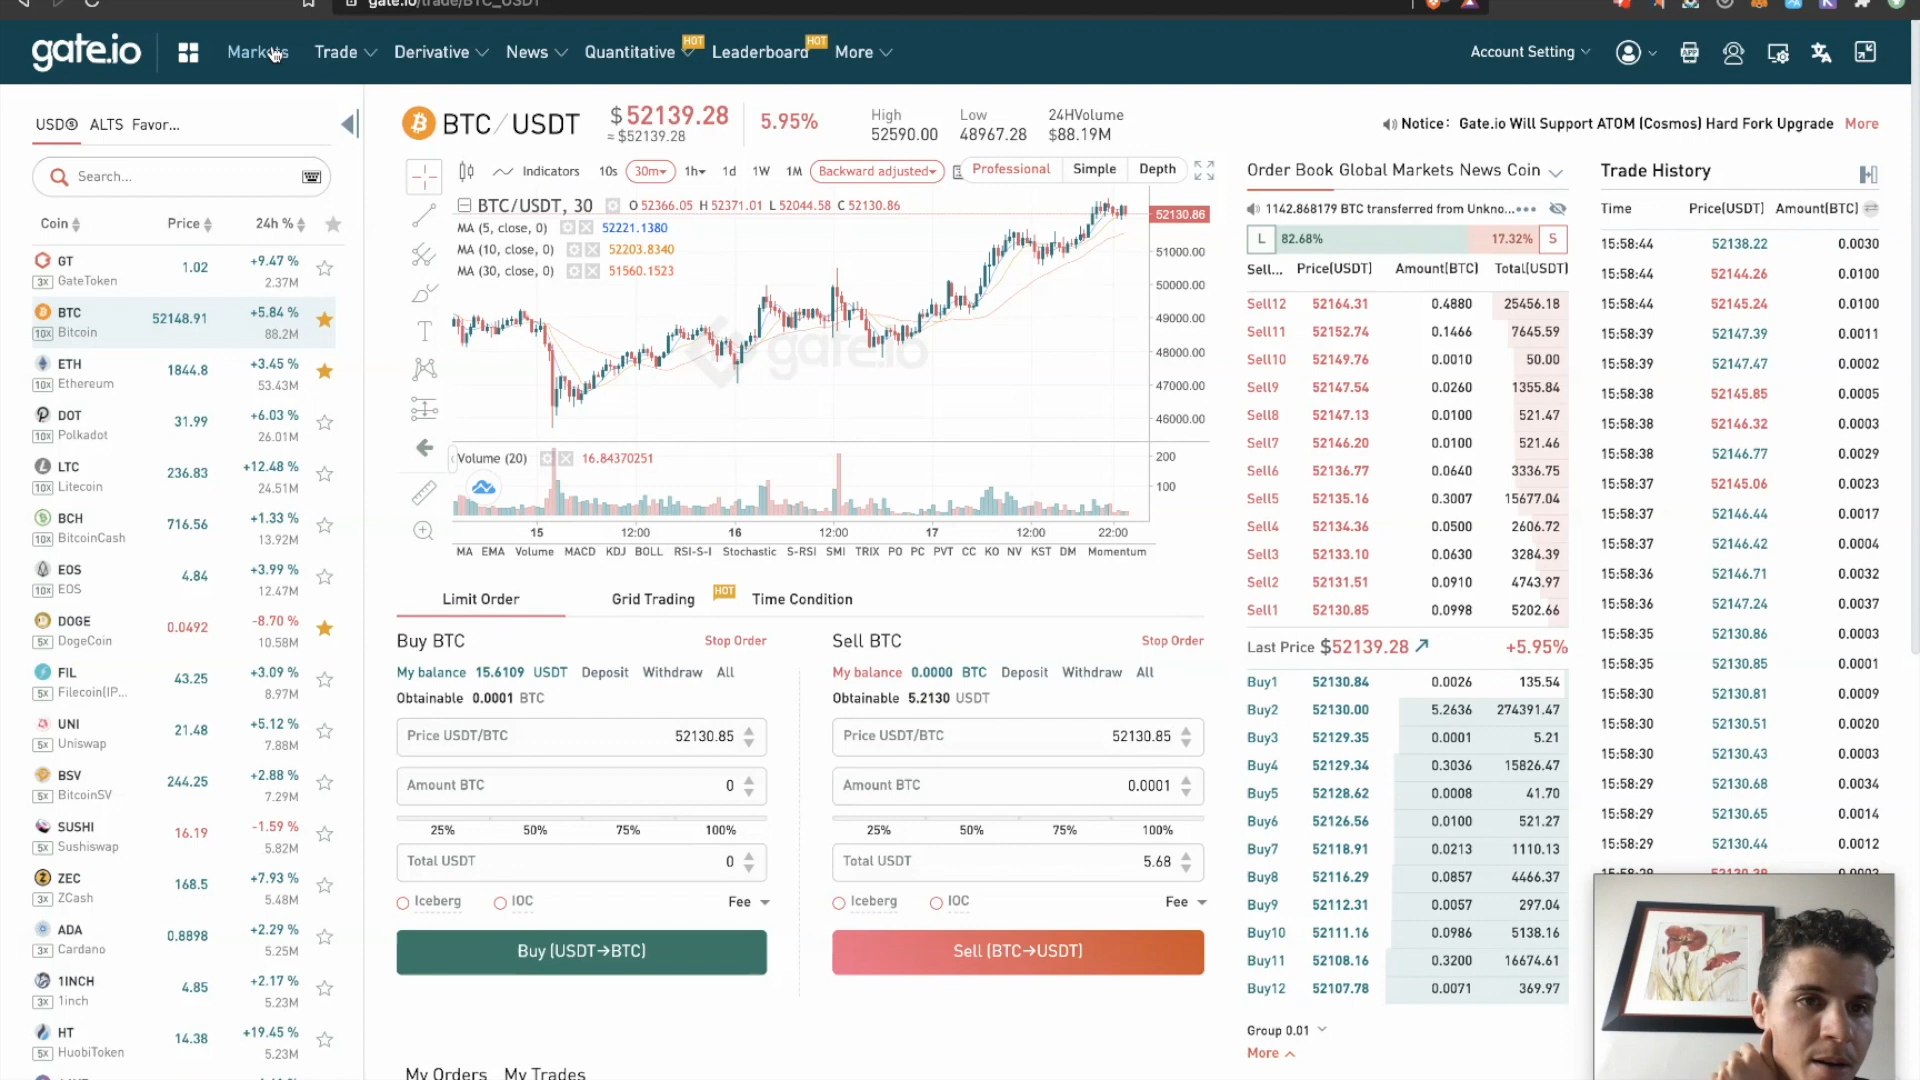 gate.io/trade/BTC_USDT
gate.io
Markets
Trade
Derivative
News
Quantitative
HOT
Leaderboard
HOT
More
Account Setting
APP
USDⓈ ALTS Favor...
Search...
Coin Price 24h %
GT 1.02 +9.47 %
3X GateToken 2.37M
BTC 52148.91 +5.84 %
10X Bitcoin 88.2M
ETH 1844.8 +3.45 %
10X Ethereum 53.43M
DOT 31.99 +6.03 %
10X Polkadot 26.01M
LTC 236.83 +12.48 %
10X Litecoin 24.51M
BCH 716.56 +1.33 %
10X BitcoinCash 13.92M
EOS 4.84 +3.99 %
10X EOS 12.47M
DOGE 0.0492 -8.70 %
5X DogeCoin 10.58M
FIL 43.25 +3.09 %
5X Filecoin(IP... 8.97M
UNI 21.48 +5.12 %
5X Uniswap 7.88M
BSV 244.25 +2.88 %
5X BitcoinSV 7.29M
SUSHI 16.19 -1.59 %
5X Sushiswap 5.82M
ZEC 168.5 +7.93 %
3X ZCash 5.48M
ADA 0.8898 +2.29 %
3X Cardano 5.25M
1INCH 4.85 +2.17 %
3X 1inch 5.23M
HT 14.38 +19.45 %
5X HuobiToken 5.23M
BTC/USDT
$ 52139.28
≈ $52139.28
5.95%
High
52590.00
Low
48967.28
24HVolume
$88.19M
Notice: Gate.io Will Support ATOM (Cosmos) Hard Fork Upgrade More
Indicators 10s 30m 1h 1d 1W 1M Backward adjusted Professional Simple Depth
BTC/USDT, 30 O 52366.05 H 52371.01 L 52044.58 C 52130.86
MA (5, close, 0) 52221.1380
MA (10, close, 0) 52203.8340
MA (30, close, 0) 51560.1523
gate.io
52130.86
51000.00
50000.00
49000.00
48000.00
47000.00
46000.00
Volume (20) 16.84370251
200
100
15 12:00 16 12:00 17 12:00 22:00
MA EMA Volume MACD KDJ BOLL RSI-S-I Stochastic S-RSI SMI TRIX PO PC PVT CC KO NV KST DM Momentum
Limit Order Grid Trading HOT Time Condition
Buy BTC Stop Order
My balance 15.6109 USDT Deposit Withdraw All
Obtainable 0.0001 BTC
Price USDT/BTC 52130.85
Amount BTC 0
25% 50% 75% 100%
Total USDT 0
Iceberg IOC Fee
Buy (USDT→BTC)
Sell BTC Stop Order
My balance 0.0000 BTC Deposit Withdraw All
Obtainable 5.2130 USDT
Price USDT/BTC 52130.85
Amount BTC 0.0001
25% 50% 75% 100%
Total USDT 5.68
Iceberg IOC Fee
Sell (BTC→USDT)
My Orders My Trades
Order Book Global Markets News Coin
1142.868179 BTC transferred from Unkno...
L 82.68% 17.32% S
Sell... Price(USDT) Amount(BTC) Total(USDT)
Sell12 52164.31 0.4880 25456.18
Sell11 52152.74 0.1466 7645.59
Sell10 52149.76 0.0010 50.00
Sell9 52147.54 0.0260 1355.84
Sell8 52147.13 0.0100 521.47
Sell7 52146.20 0.0100 521.46
Sell6 52136.77 0.0640 3336.75
Sell5 52135.16 0.3007 15677.04
Sell4 52134.36 0.0500 2606.72
Sell3 52133.10 0.0630 3284.39
Sell2 52131.51 0.0910 4743.97
Sell1 52130.85 0.0998 5202.66
Last Price $52139.28 +5.95%
Buy1 52130.84 0.0026 135.54
Buy2 52130.00 5.2636 274391.47
Buy3 52129.35 0.0001 5.21
Buy4 52129.34 0.3036 15826.47
Buy5 52128.62 0.0008 41.70
Buy6 52126.56 0.0100 521.27
Buy7 52118.91 0.0213 1110.13
Buy8 52116.29 0.0857 4466.37
Buy9 52112.31 0.0057 297.04
Buy10 52111.16 0.0986 5138.16
Buy11 52108.16 0.3200 16674.61
Buy12 52107.78 0.0071 369.97
Group 0.01
More
Trade History
Time Price(USDT) Amount(BTC)
15:58:44 52138.22 0.0030
15:58:44 52144.26 0.0100
15:58:44 52145.24 0.0100
15:58:39 52147.39 0.0011
15:58:39 52147.47 0.0002
15:58:38 52145.85 0.0005
15:58:38 52146.32 0.0003
15:58:38 52146.77 0.0029
15:58:37 52145.06 0.0023
15:58:37 52146.44 0.0017
15:58:37 52146.42 0.0004
15:58:36 52146.71 0.0032
15:58:36 52147.24 0.0037
15:58:35 52130.86 0.0003
15:58:35 52130.85 0.0001
15:58:30 52130.81 0.0009
15:58:30 52130.51 0.0020
15:58:30 52130.43 0.0003
15:58:29 52130.68 0.0034
15:58:29 52130.65 0.0014
15:58:29 52130.44 0.0012